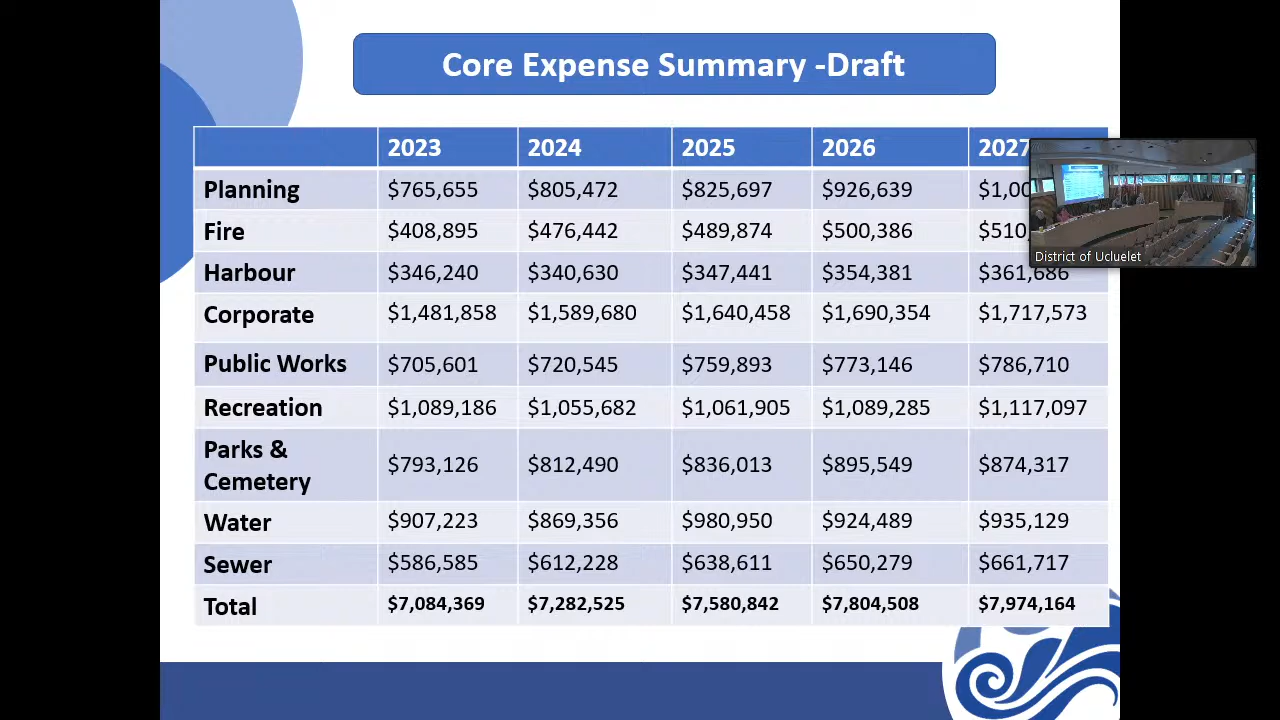 Core Expense Summary -Draft
2023 2024 2025 2026 2027
Planning $765,655 $805,472 $825,697 $926,639
Fire $408,895 $476,442 $489,874 $500,386
Harbour $346,240 $340,630 $347,441 $354,381 $361,686
Corporate $1,481,858 $1,589,680 $1,640,458 $1,690,354 $1,717,573
Public Works $705,601 $720,545 $759,893 $773,146 $786,710
Recreation $1,089,186 $1,055,682 $1,061,905 $1,089,285 $1,117,097
Parks &
Cemetery $793,126 $812,490 $836,013 $895,549 $874,317
Water $907,223 $869,356 $980,950 $924,489 $935,129
Sewer $586,585 $612,228 $638,611 $650,279 $661,717
Total $7,084,369 $7,282,525 $7,580,842 $7,804,508 $7,974,164
District of Ucluelet